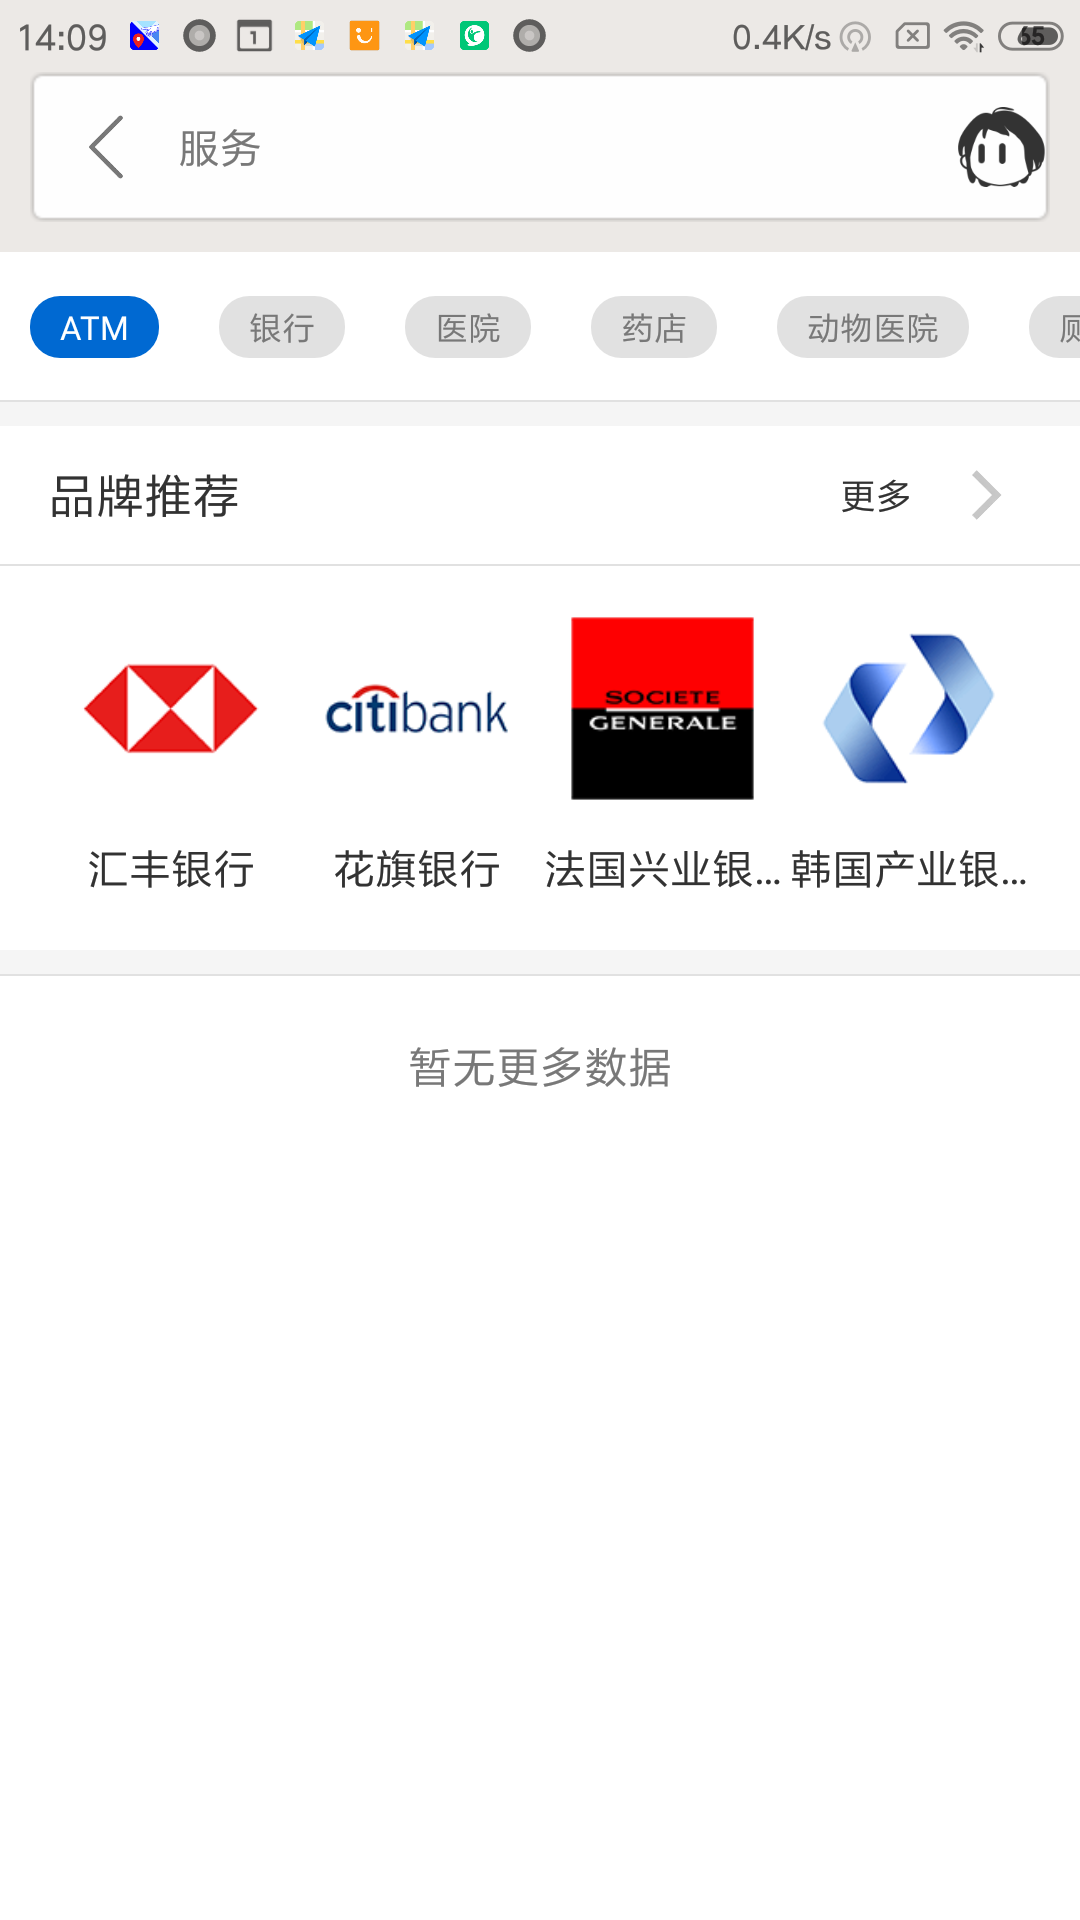 14:09 1 0.4K/s 65
服务
ATM 银行 医院 药店 动物医院
品牌推荐 更多
citibank SOCIETE
GENERALE
汇丰银行 花旗银行 法国兴业银... 韩国产业银...
暂无更多数据